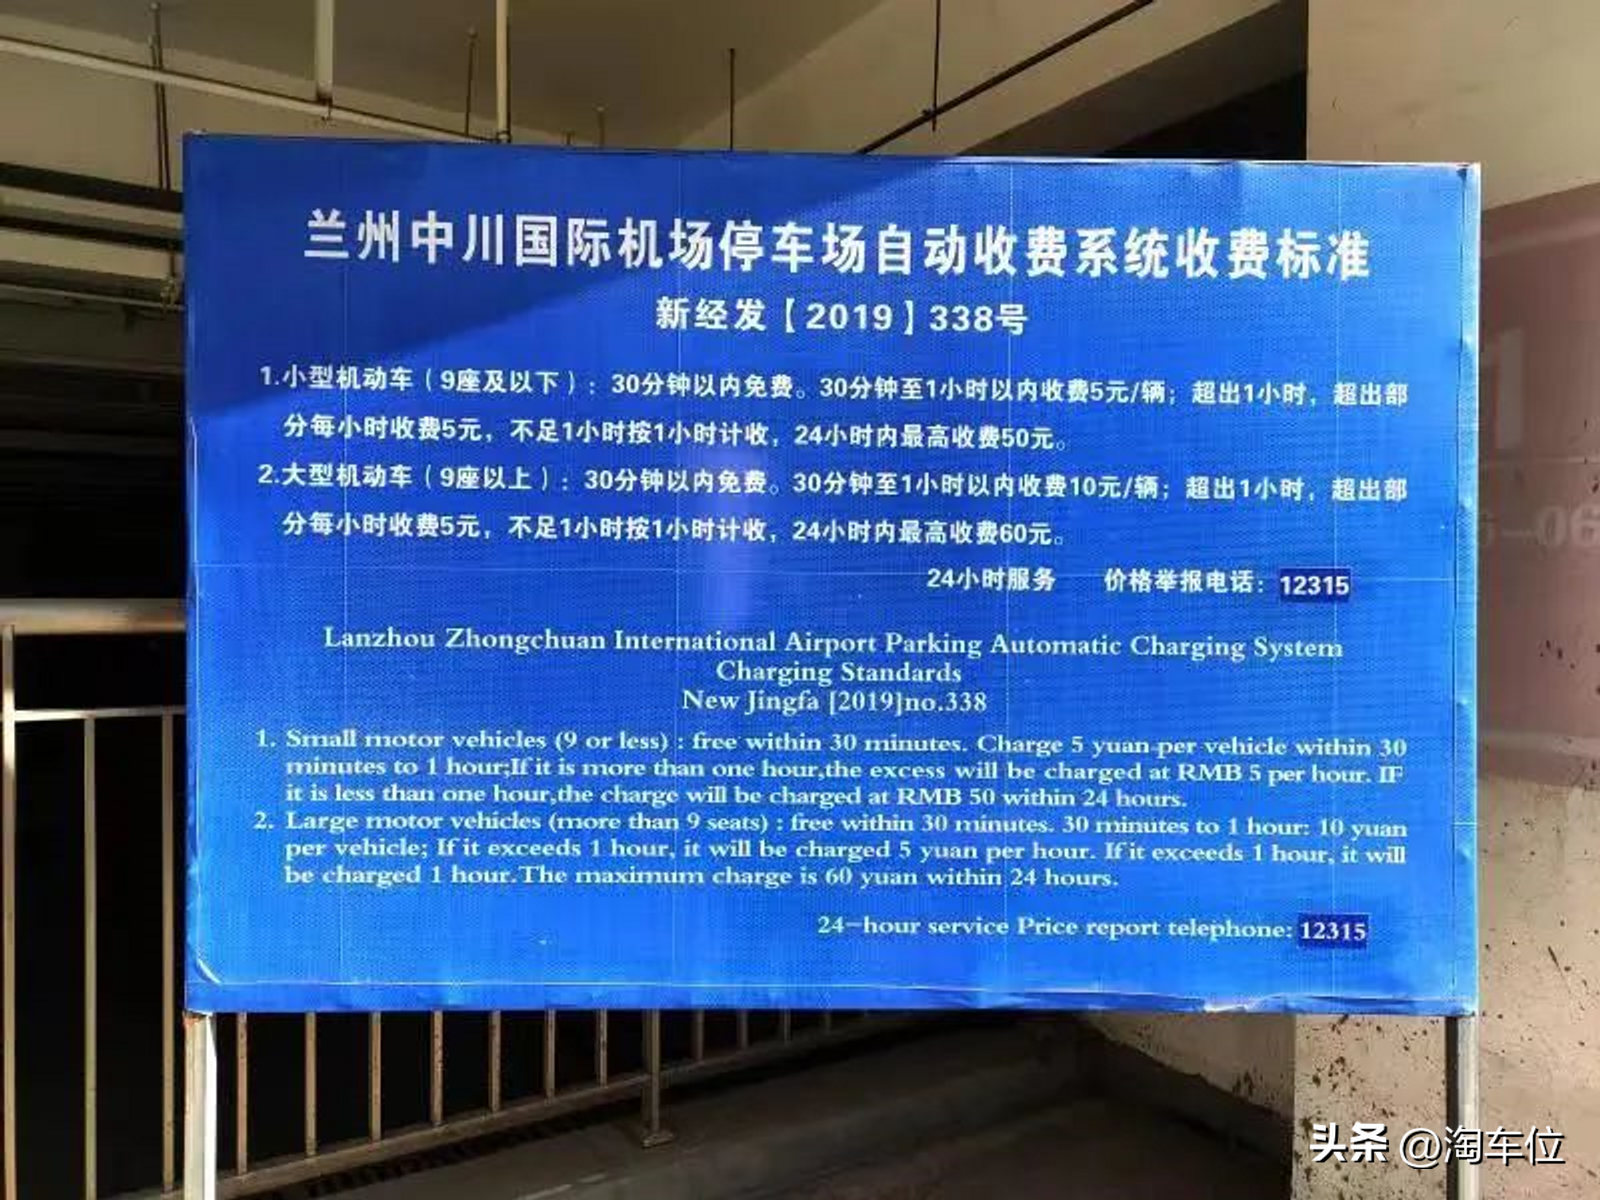 兰州中川国际机场停车场自动收费系统收费标准
新经发【2019】338号
1.小型机动车（9座及以下）：30分钟以内免费。30分钟至1小时以内收费5元/辆；超出1小时，超出部
分每小时收费5元，不足1小时按1小时计收，24小时内最高收费50元。
2.大型机动车（9座以上）：30分钟以内免费。30分钟至1小时以内收费10元/辆；超出1小时，超出部
分每小时收费5元，不足1小时按1小时计收，24小时内最高收费60元。
24小时服务 价格举报电话：12315
Lanzhou Zhongchuan International Airport Parking Automatic Charging System
Charging Standards
New Jingfa [2019]no.338
1. Small motor vehicles (9 or less) : free within 30 minutes. Charge 5 yuan per vehicle within 30
minutes to 1 hour;If it is more than one hour,the excess will be charged at RMB 5 per hour. IF
it is less than one hour,the charge will be charged at RMB 50 within 24 hours.
2. Large motor vehicles (more than 9 seats) : free within 30 minutes. 30 minutes to 1 hour: 10 yuan
per vehicle; If it exceeds 1 hour, it will be charged 5 yuan per hour. If it exceeds 1 hour, it will
be charged 1 hour.The maximum charge is 60 yuan within 24 hours.
24-hour service Price report telephone: 12315
头条 @淘车位